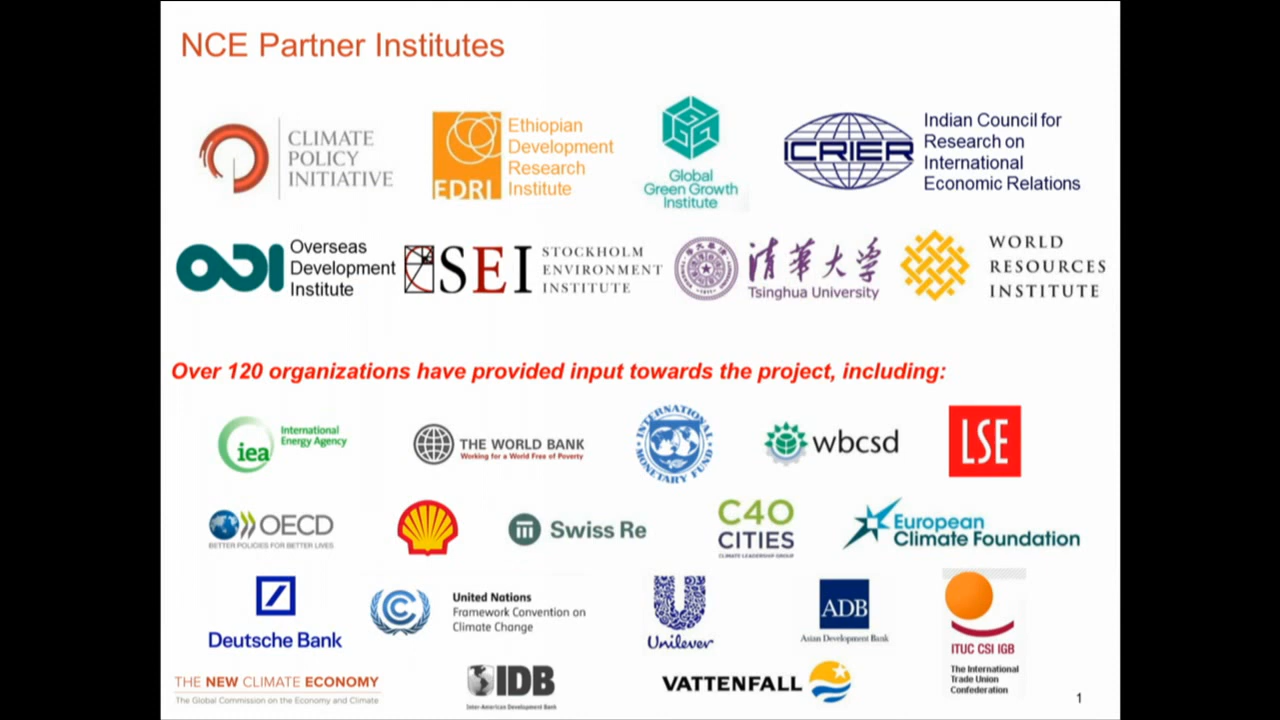 NCE Partner Institutes
CLIMATE
POLICY
INITIATIVE
EDRI
Ethiopian
Development
Research
Institute
GGGI
Global
Green Growth
Institute
ICRIER
Indian Council for
Research on
International
Economic Relations
ODI
Overseas
Development
Institute
SEI
STOCKHOLM
ENVIRONMENT
INSTITUTE
清華大学
Tsinghua University
WORLD
RESOURCES
INSTITUTE
Over 120 organizations have provided input towards the project, including:
iea
International
Energy Agency
THE WORLD BANK
Working for a World Free of Poverty
INTERNATIONAL MONETARY FUND
wbcsd
LSE
OECD
BETTER POLICIES FOR BETTER LIVES
Swiss Re
C40
CITIES
CLIMATE LEADERSHIP GROUP
European
Climate Foundation
Deutsche Bank
United Nations
Framework Convention on
Climate Change
Unilever
ADB
Asian Development Bank
ITUC CSI IGB
The International
Trade Union
Confederation
THE NEW CLIMATE ECONOMY
The Global Commission on the Economy and Climate
IDB
Inter-American Development Bank
VATTENFALL
1